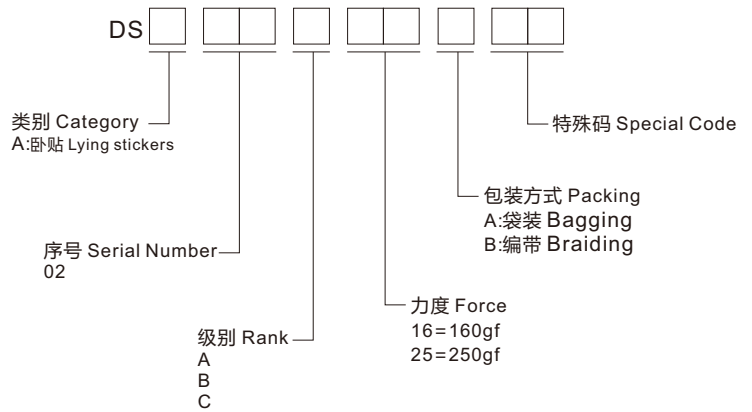 DS
类别 Category
A:卧贴 Lying stickers
特殊码 Special Code
包装方式 Packing
A:袋装 Bagging
B:编带 Braiding
序号 Serial Number
02
力度 Force
16=160gf
25=250gf
级别 Rank
A
B
C